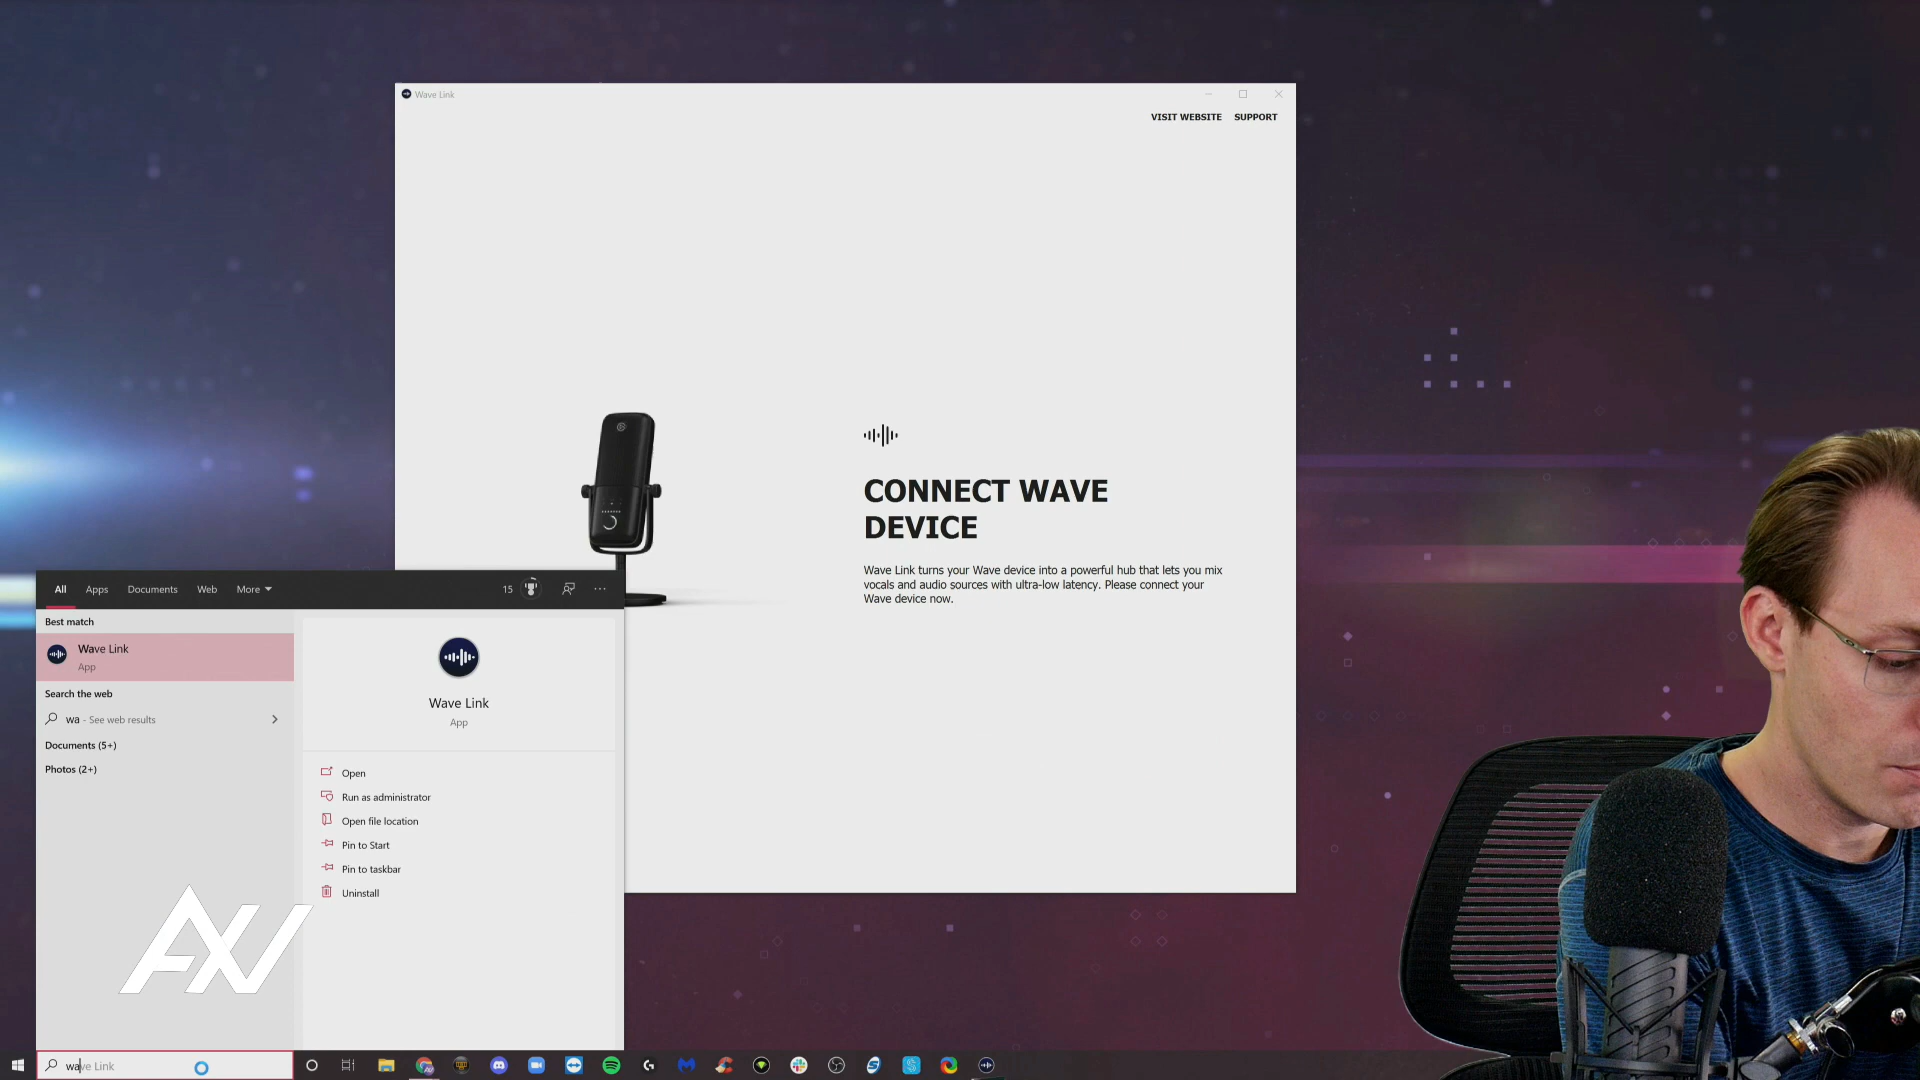 Wave Link
VISIT WEBSITE SUPPORT
CONNECT WAVE
DEVICE
Wave Link turns your Wave device into a powerful hub that lets you mix
vocals and audio sources with ultra-low latency. Please connect your
Wave device now.
All Apps Documents Web More 15
Best match
Wave Link
App
Search the web
wa - See web results
Documents (5+)
Photos (2+)
Wave Link
App
Open
Run as administrator
Open file location
Pin to Start
Pin to taskbar
Uninstall
wave Link